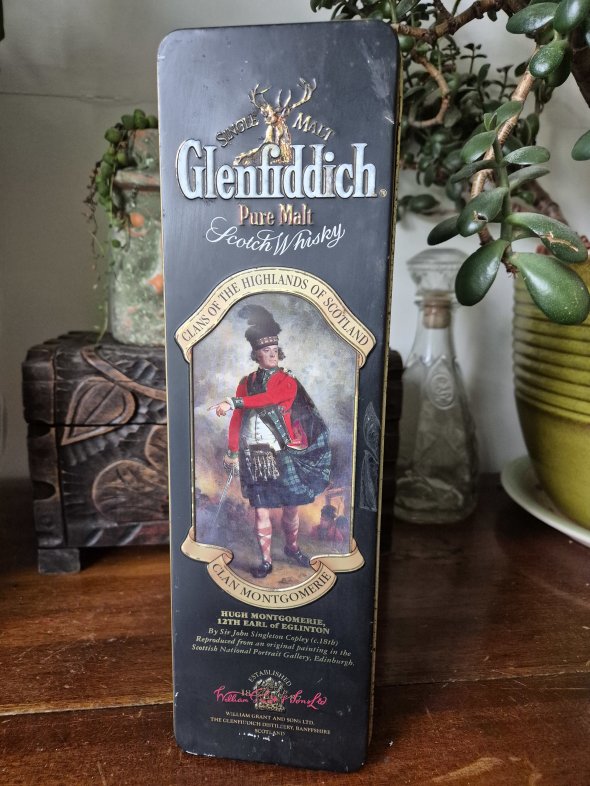 SINGLE MALT
Glenfiddich®
Pure Malt
Scotch Whisky
CLANS OF THE HIGHLANDS OF SCOTLAND
CLAN MONTGOMERIE
HUGH MONTGOMERIE,
12TH EARL of EGLINTON
By Sir John Singleton Copley (c.18th)
Reproduced from an original painting in the
Scottish National Portrait Gallery, Edinburgh.
ESTABLISHED
William Grant & Sons Ltd
WILLIAM GRANT AND SONS LTD.
THE GLENFIDDICH DISTILLERY, BANFFSHIRE
SCOTLAND